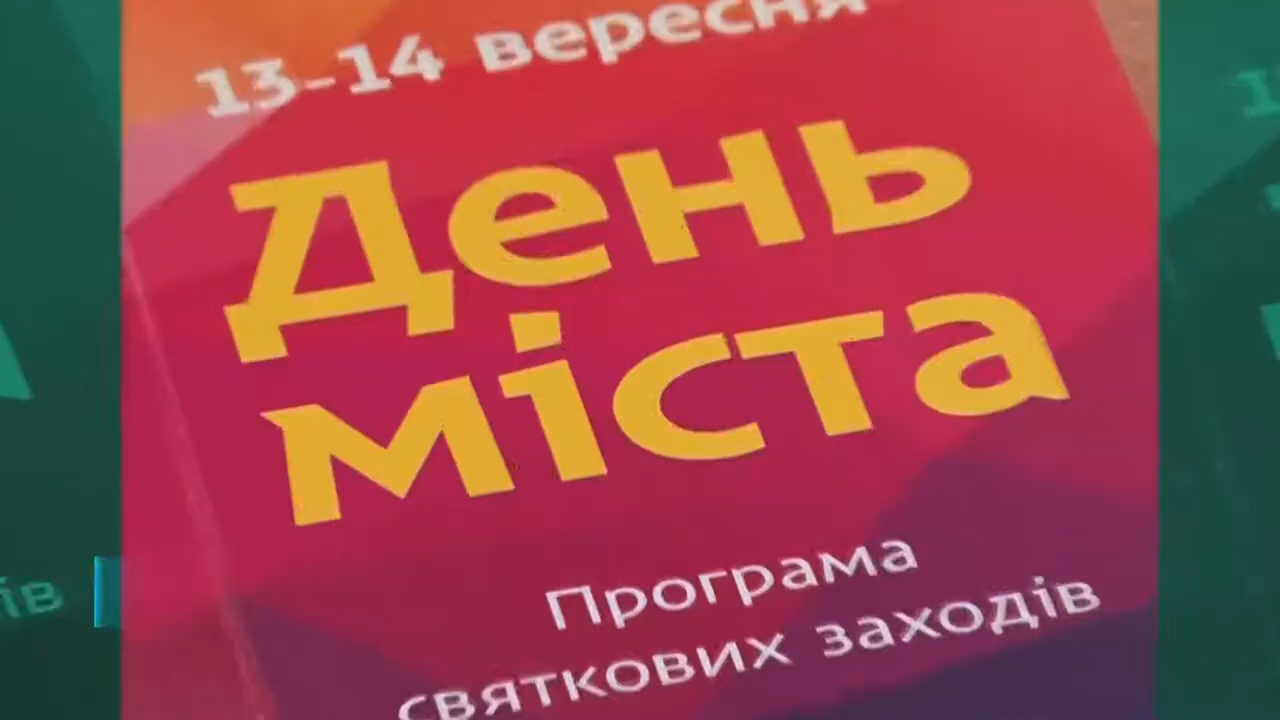 13-14 вересня
День
міста
Програма
святкових заходів